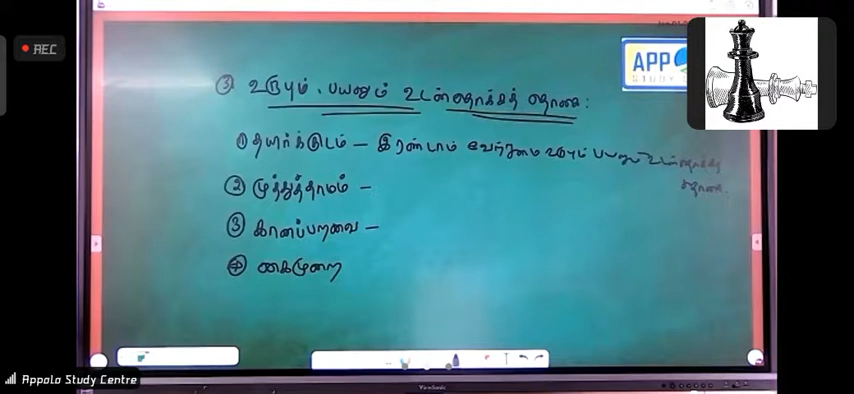 REC
APP
③ உருபும், பயனும் உடன்தொக்கத் தொகை:
① தயிர்க்குடம் – இரண்டாம் வேற்றுமை உருபும் பயனும் உடன்தொக்க
தொகை.
② முத்துத்தாமம் –
③ கானப்பறவை –
④ கைமுறை
Appolo Study Centre
ViewSonic